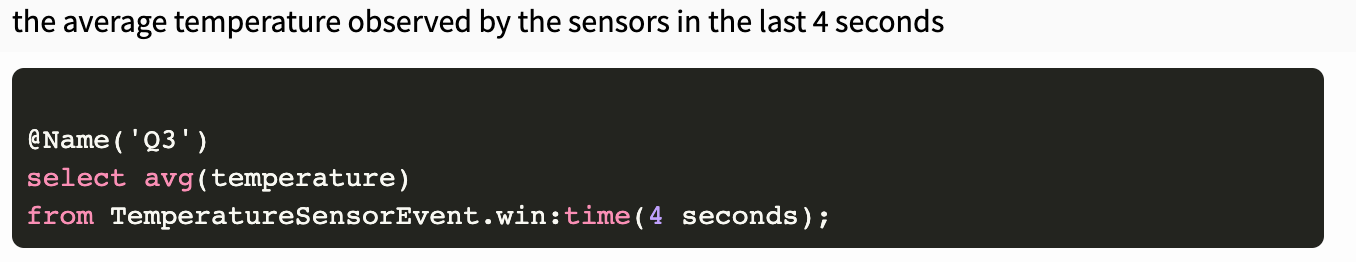 the average temperature observed by the sensors in the last 4 seconds
@Name('Q3')
select avg(temperature)
from TemperatureSensorEvent.win:time(4 seconds);